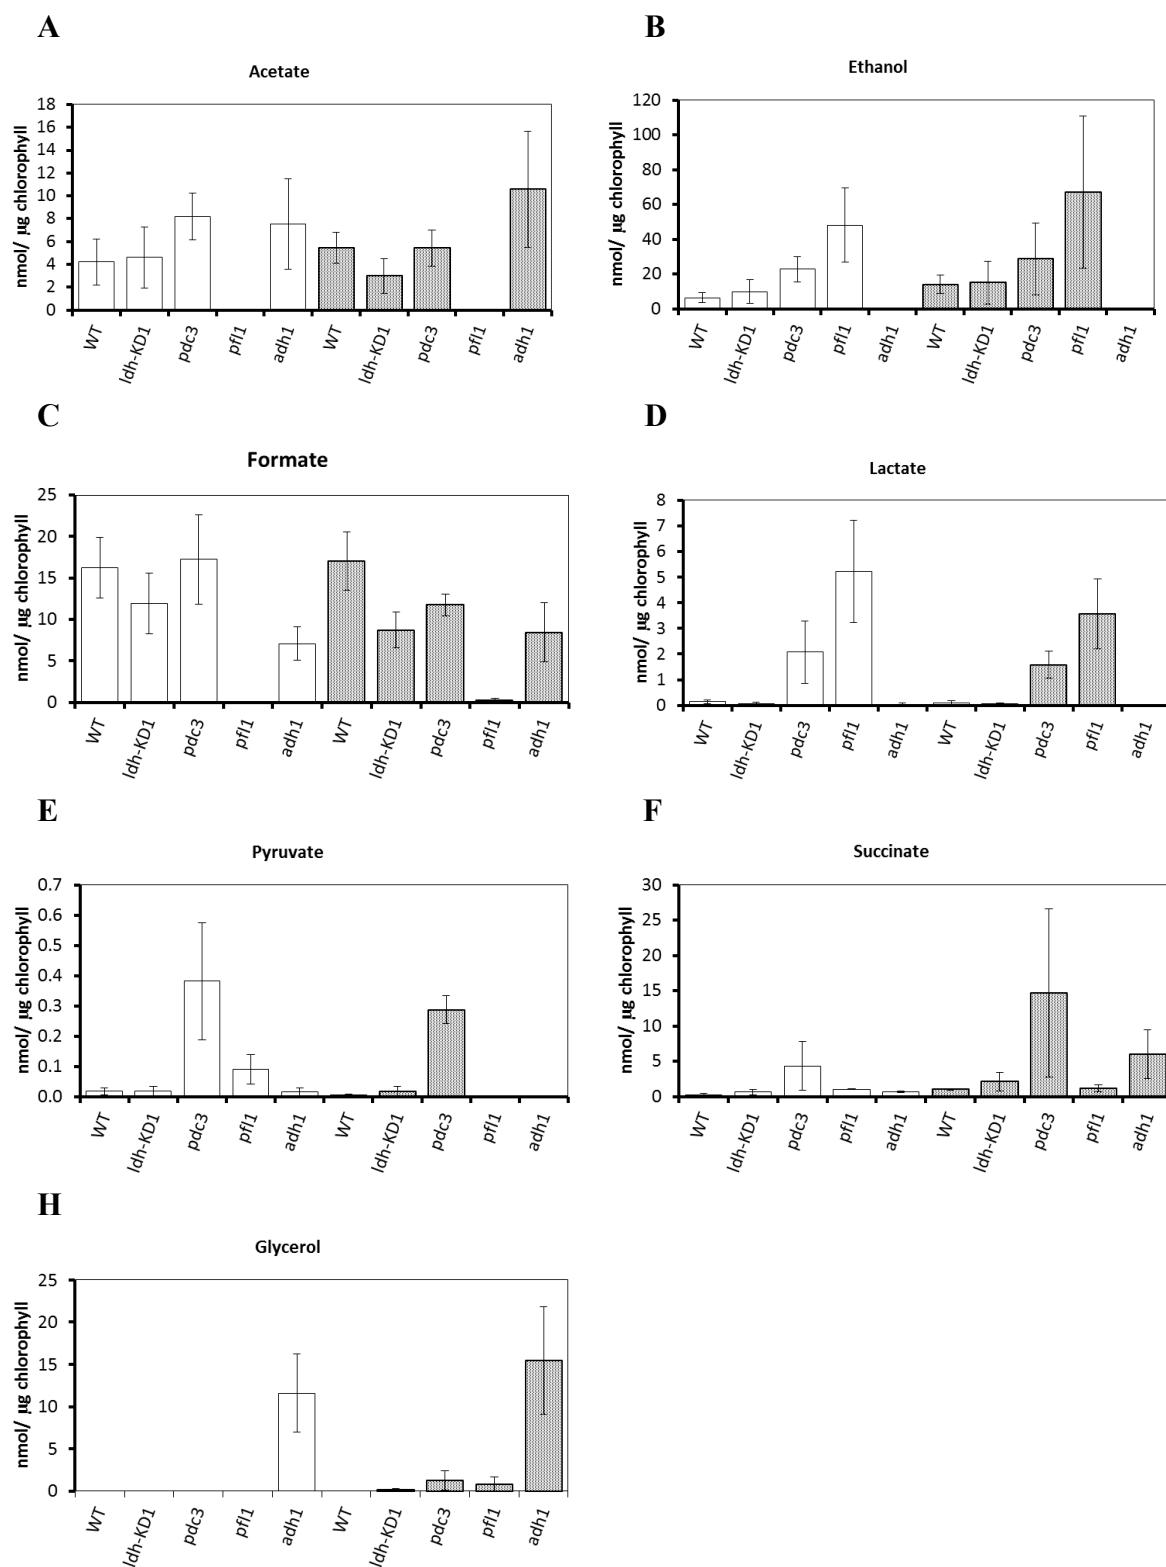 A
Acetate
nmol/ µg chlorophyll
18
16
14
12
10
8
6
4
2
0
WT
ldh-KD1
pdc3
pfl1
adh1
WT
ldh-KD1
pdc3
pfl1
adh1
B
Ethanol
nmol/ µg chlorophyll
120
100
80
60
40
20
0
WT
ldh-KD1
pdc3
pfl1
adh1
WT
ldh-KD1
pdc3
pfl1
adh1
C
Formate
nmol/ µg chlorophyll
25
20
15
10
5
0
WT
ldh-KD1
pdc3
pfl1
adh1
WT
ldh-KD1
pdc3
pfl1
adh1
D
Lactate
nmol/ µg chlorophyll
8
7
6
5
4
3
2
1
0
WT
ldh-KD1
pdc3
pfl1
adh1
WT
ldh-KD1
pdc3
pfl1
adh1
E
Pyruvate
nmol/ µg chlorophyll
0.7
0.6
0.5
0.4
0.3
0.2
0.1
0.0
WT
ldh-KD1
pdc3
pfl1
adh1
WT
ldh-KD1
pdc3
pfl1
adh1
F
Succinate
nmol/ µg chlorophyll
30
25
20
15
10
5
0
WT
ldh-KD1
pdc3
pfl1
adh1
WT
ldh-KD1
pdc3
pfl1
adh1
H
Glycerol
nmol/ µg chlorophyll
25
20
15
10
5
0
WT
ldh-KD1
pdc3
pfl1
adh1
WT
ldh-KD1
pdc3
pfl1
adh1